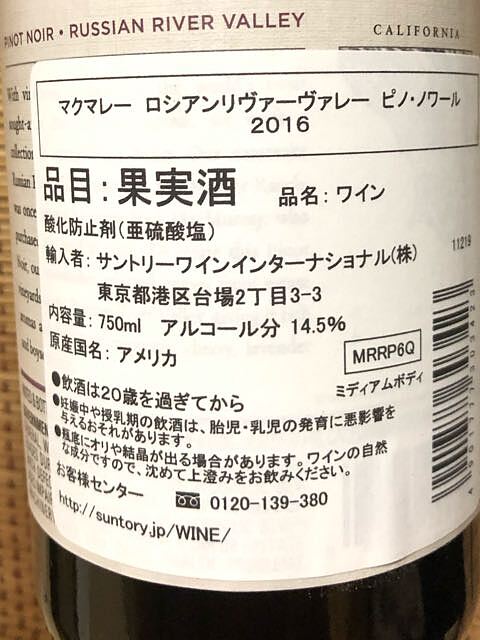 PINOT NOIR • RUSSIAN RIVER VALLEY
CALIFORNIA
マクマレー ロシアンリヴァーヴァレー ピノ・ノワール
2016
品目:果実酒 品名:ワイン
酸化防止剤(亜硫酸塩)
輸入者:サントリーワインインターナショナル(株)
11219
東京都港区台場2丁目3-3
内容量:750ml アルコール分 14.5%
原産国名:アメリカ
MRRP6Q
ミディアムボディ
●飲酒は20歳を過ぎてから
●妊娠中や授乳期の飲酒は、胎児・乳児の発育に悪影響を
与えるおそれがあります。
●瓶底にオリや結晶が出る場合があります。ワインの自然
な成分ですので、沈めて上澄みをお飲みください。
お客様センター 0120-139-380
http://suntory.jp/WINE/